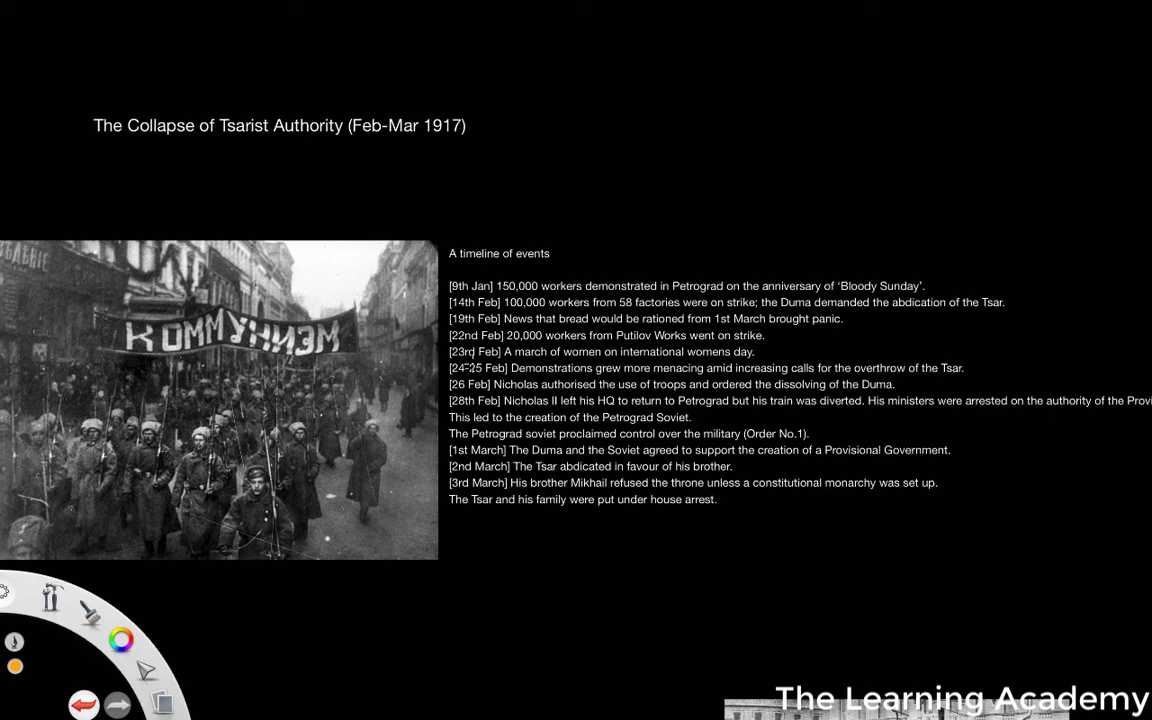 The Collapse of Tsarist Authority (Feb-Mar 1917)
КОММУНИЗМ
A timeline of events
[9th Jan] 150,000 workers demonstrated in Petrograd on the anniversary of ‘Bloody Sunday’.
[14th Feb] 100,000 workers from 58 factories were on strike; the Duma demanded the abdication of the Tsar.
[19th Feb] News that bread would be rationed from 1st March brought panic.
[22nd Feb] 20,000 workers from Putilov Works went on strike.
[23rd Feb] A march of women on international womens day.
[24-25 Feb] Demonstrations grew more menacing amid increasing calls for the overthrow of the Tsar.
[26 Feb] Nicholas authorised the use of troops and ordered the dissolving of the Duma.
[28th Feb] Nicholas II left his HQ to return to Petrograd but his train was diverted. His ministers were arrested on the authority of the Provi
This led to the creation of the Petrograd Soviet.
The Petrograd soviet proclaimed control over the military (Order No.1).
[1st March] The Duma and the Soviet agreed to support the creation of a Provisional Government.
[2nd March] The Tsar abdicated in favour of his brother.
[3rd March] His brother Mikhail refused the throne unless a constitutional monarchy was set up.
The Tsar and his family were put under house arrest.
The Learning Academy